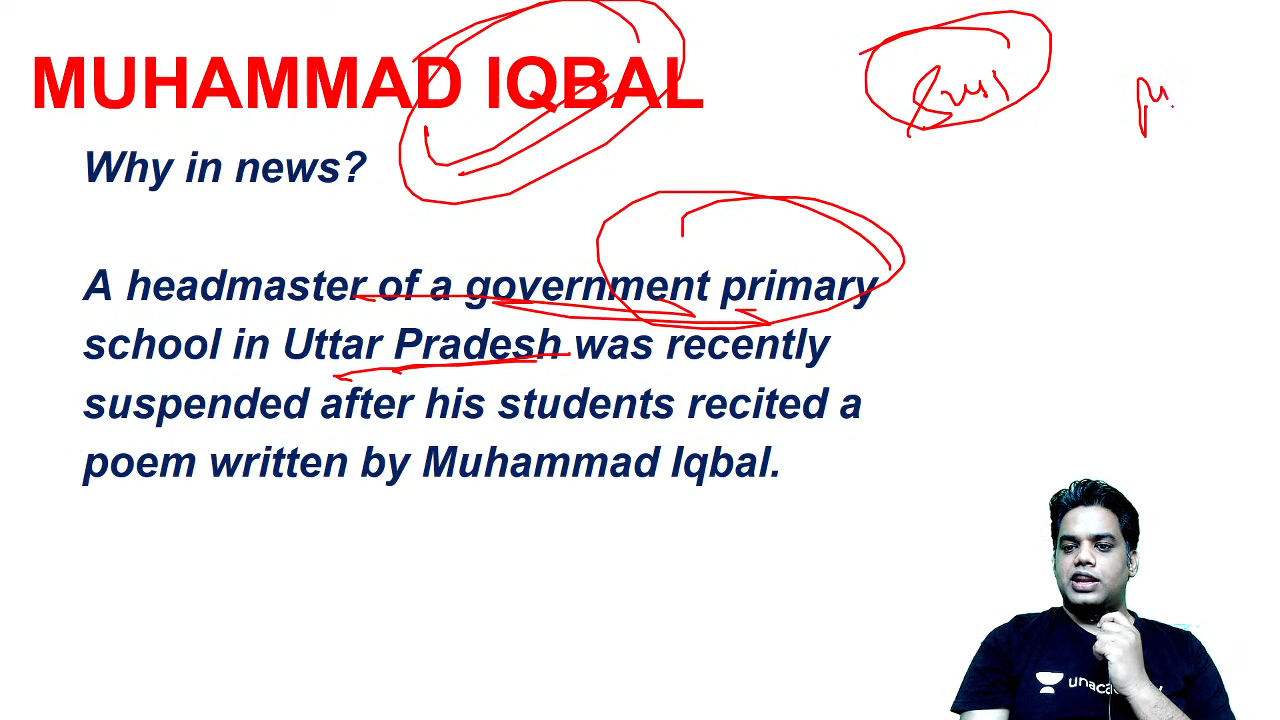 MUHAMMAD IQBAL
Why in news?
A headmaster of a government primary
school in Uttar Pradesh was recently
suspended after his students recited a
poem written by Muhammad Iqbal.